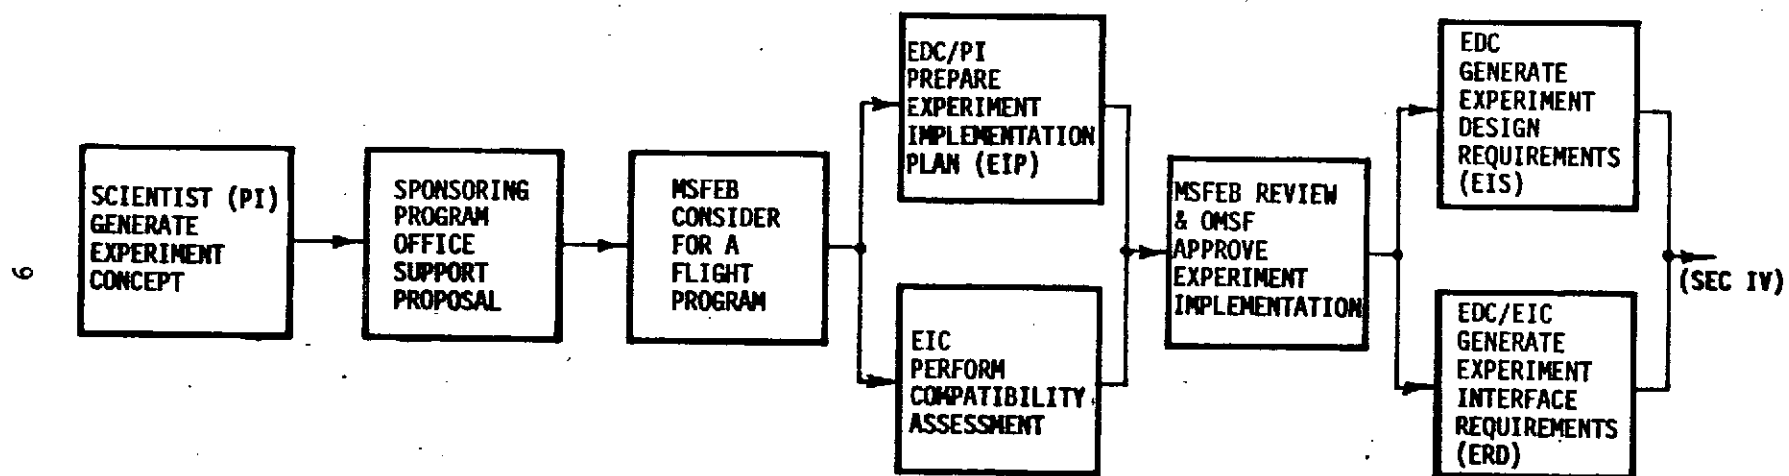 6
SCIENTIST (PI)
GENERATE
EXPERIMENT
CONCEPT
SPONSORING
PROGRAM
OFFICE
SUPPORT
PROPOSAL
MSFEB
CONSIDER
FOR A
FLIGHT
PROGRAM
EDC/PI
PREPARE
EXPERIMENT
IMPLEMENTATION
PLAN (EIP)
EIC
PERFORM
COMPATIBILITY
ASSESSMENT
MSFEB REVIEW
& OMSF
APPROVE
EXPERIMENT
IMPLEMENTATION
EDC
GENERATE
EXPERIMENT
DESIGN
REQUIREMENTS
(EIS)
EDC/EIC
GENERATE
EXPERIMENT
INTERFACE
REQUIREMENTS
(ERD)
(SEC IV)